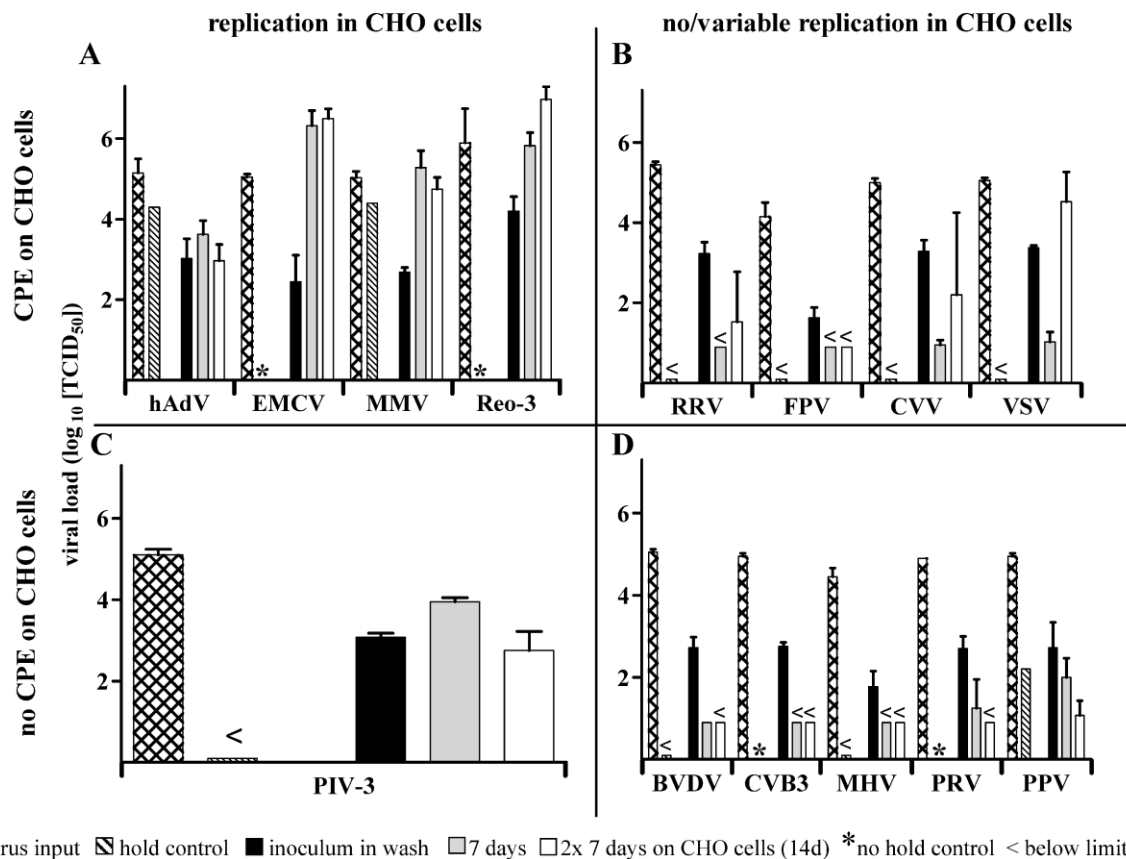 replication in CHO cells
no/variable replication in CHO cells
CPE on CHO cells
no CPE on CHO cells
viral load (log 10 [TCID50])
A
6
4
2
*
*
hAdV EMCV MMV Reo-3
B
6
4
2
< < < < < < <
RRV FPV CVV VSV
C
6
4
2
<
PIV-3
D
6
4
2
< < * < < < < < * <
BVDV CVB3 MHV PRV PPV
hold control inoculum in wash 7 days 2x 7 days on CHO cells (14d) * no hold control < below limit